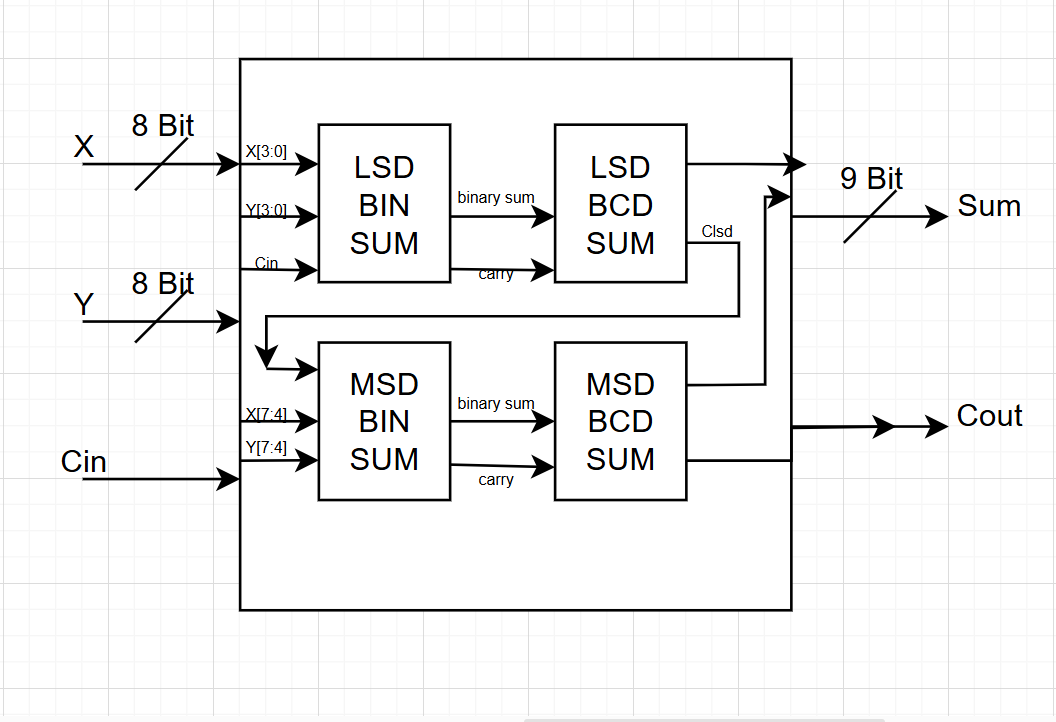 8 Bit
X
X[3:0]
Y[3:0]
Cin
LSD
BIN
SUM
binary sum
carry
LSD
BCD
SUM
Clsd
9 Bit
Sum
8 Bit
Y
MSD
BIN
SUM
X[7:4]
Y[7:4]
binary sum
carry
MSD
BCD
SUM
Cout
Cin